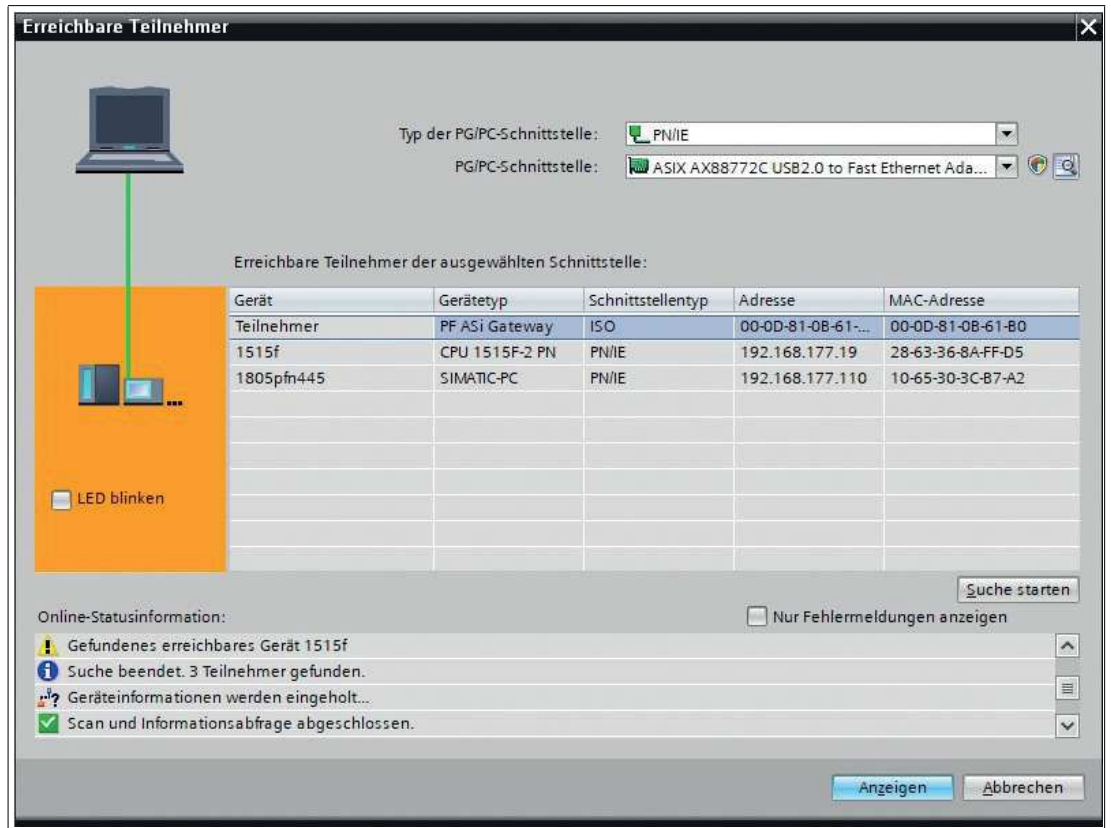 Erreichbare Teilnehmer
Typ der PG/PC-Schnittstelle: PN/IE
PG/PC-Schnittstelle: ASIX AX88772C USB2.0 to Fast Ethernet Ada...
Erreichbare Teilnehmer der ausgewählten Schnittstelle:
Gerät Gerätetyp Schnittstellentyp Adresse MAC-Adresse
Teilnehmer PF ASi Gateway ISO 00-0D-81-0B-61-... 00-0D-81-0B-61-B0
1515f CPU 1515F-2 PN PN/IE 192.168.177.19 28-63-36-8A-FF-D5
1805pfn445 SIMATIC-PC PN/IE 192.168.177.110 10-65-30-3C-B7-A2
LED blinken
Suche starten
Online-Statusinformation: Nur Fehlermeldungen anzeigen
Gefundenes erreichbares Gerät 1515f
Suche beendet. 3 Teilnehmer gefunden.
Geräteinformationen werden eingeholt...
Scan und Informationsabfrage abgeschlossen.
Anzeigen Abbrechen